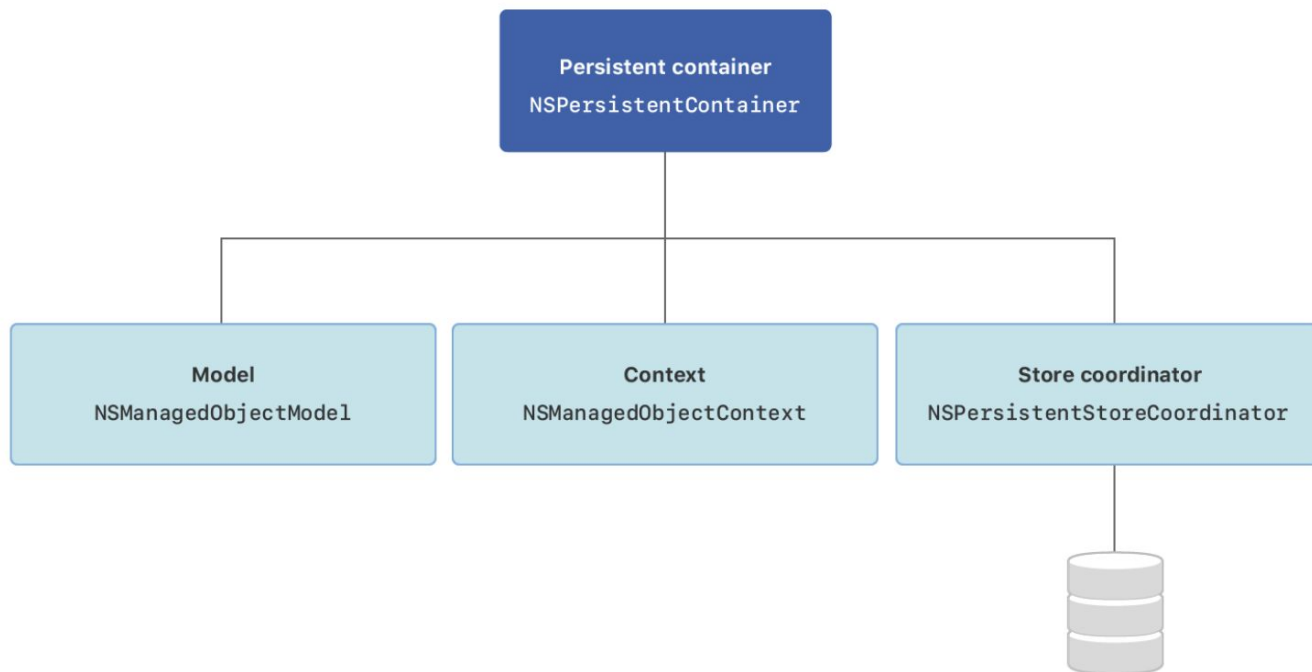 Persistent container
NSPersistentContainer
Model
NSManagedObjectModel
Context
NSManagedObjectContext
Store coordinator
NSPersistentStoreCoordinator